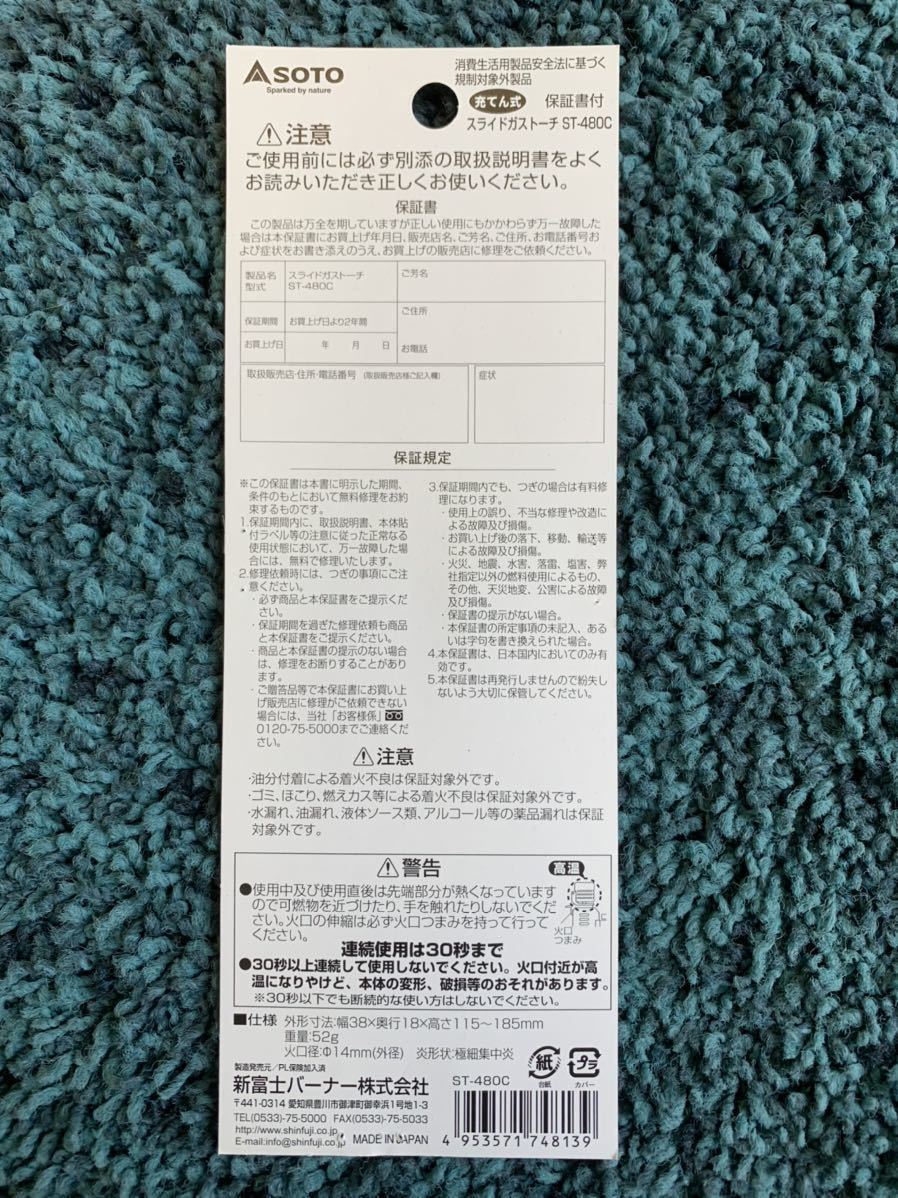 SOTO
Sparked by nature
消費生活用製品安全法に基づく
規制対象外製品
充てん式 保証書付
スライドガストーチ ST-480C
注意
ご使用前には必ず別添の取扱説明書をよく
お読みいただき正しくお使いください。
保証書
この製品は万全を期していますが正しい使用にもかかわらず万一故障した
場合は本保証書にお買上げ年月日、販売店名、ご芳名、ご住所、お電話番号お
よび症状をお書き添えのうえ、お買上げの販売店に修理をご依頼ください。
製品名
型式
スライドガストーチ
ST-480C
ご芳名
保証期間 お買上げ日より2年間
ご住所
お買上げ日 年 月 日
お電話
取扱販売店・住所・電話番号 (取扱販売店様ご記入欄)
症状
保証規定
※この保証書は本書に明示した期間、
条件のもとにおいて無料修理をお約
束するものです。
1.保証期間内に、取扱説明書、本体貼
付ラベル等の注意に従った正常なる
使用状態において、万一故障した場
合には、無料で修理いたします。
2.修理依頼時には、つぎの事項にご注
意ください。
・必ず商品と本保証書をご提示くだ
さい。
・保証期間を過ぎた修理依頼も商品
と本保証書をご提示ください。
・商品と本保証書の提示のない場合
は、修理をお断りすることがあり
ます。
・ご贈答品等で本保証書にお買い上
げ販売店に修理がご依頼できない
場合には、当社「お客様係」
0120-75-5000までご連絡くだ
さい。
3.保証期間内でも、つぎの場合は有料修
理になります。
・使用上の誤り、不当な修理や改造に
よる故障及び損傷。
・お買い上げ後の落下、移動、輸送等
による故障及び損傷。
・火災、地震、水害、落雷、塩害、弊
社指定以外の燃料使用によるもの、
その他、天災地変、公害による故障
及び損傷。
・保証書の提示がない場合。
・本保証書の所定事項の未記入、ある
いは字句を書き換えられた場合。
4.本保証書は、日本国内においてのみ有
効です。
5.本保証書は再発行しませんので紛失し
ないよう大切に保管してください。
注意
・油分付着による着火不良は保証対象外です。
・ゴミ、ほこり、燃えカス等による着火不良は保証対象外です。
・水漏れ、油漏れ、液体ソース類、アルコール等の薬品漏れは保証
対象外です。
警告
●使用中及び使用直後は先端部分が熱くなっています
ので可燃物を近づけたり、手を触れたりしないでくだ
さい。火口の伸縮は必ず火口つまみを持って行って
ください。
高温
火口
つまみ
連続使用は30秒まで
●30秒以上連続して使用しないでください。火口付近が高
温になりやけど、本体の変形、破損等のおそれがあります。
※30秒以下でも断続的な使い方はしないでください。
■仕様 外形寸法:幅38×奥行18×高さ115~185mm
重量:52g
火口径:Φ14mm(外径) 炎形状:極細集中炎
製造発売元/PL保険加入済
新富士バーナー株式会社
〒441-0314 愛知県豊川市御津町御幸浜1号地1-3
TEL(0533)-75-5000 FAX(0533)-75-5033
http://www.shinfuji.co.jp
E-mail:info@shinfuji.co.j MADE IN JAPAN
紙
台紙
プラ
カバー
ST-480C
4 953571 748139